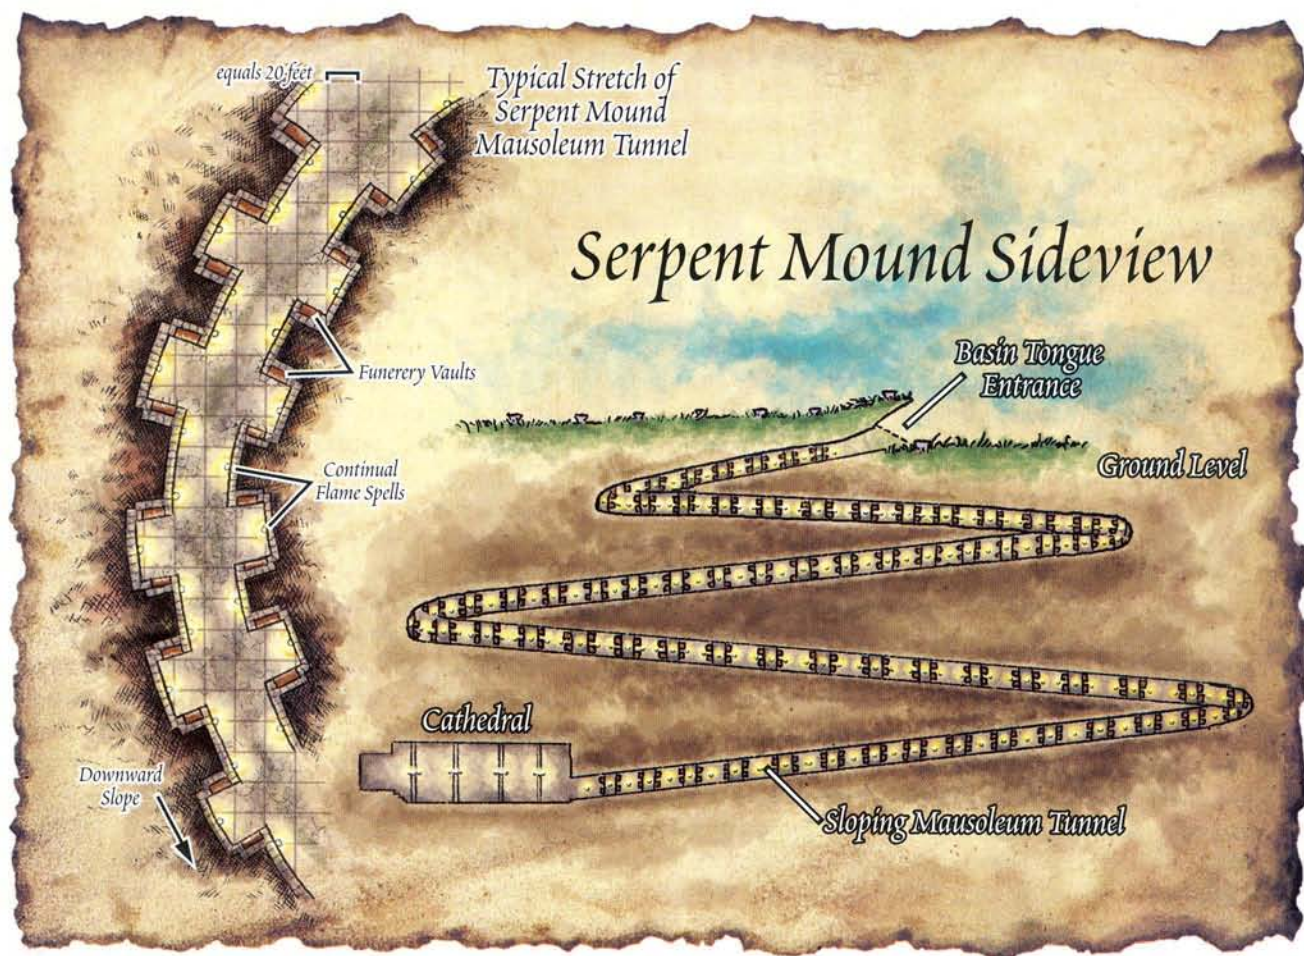 equals 20 feet
Typical Stretch of
Serpent Mound
Mausoleum Tunnel
Serpent Mound Sideview
Basin Tongue
Entrance
Funerery Vaults
Ground Level
Continual
Flame Spells
Cathedral
Downward
Slope
Sloping Mausoleum Tunnel